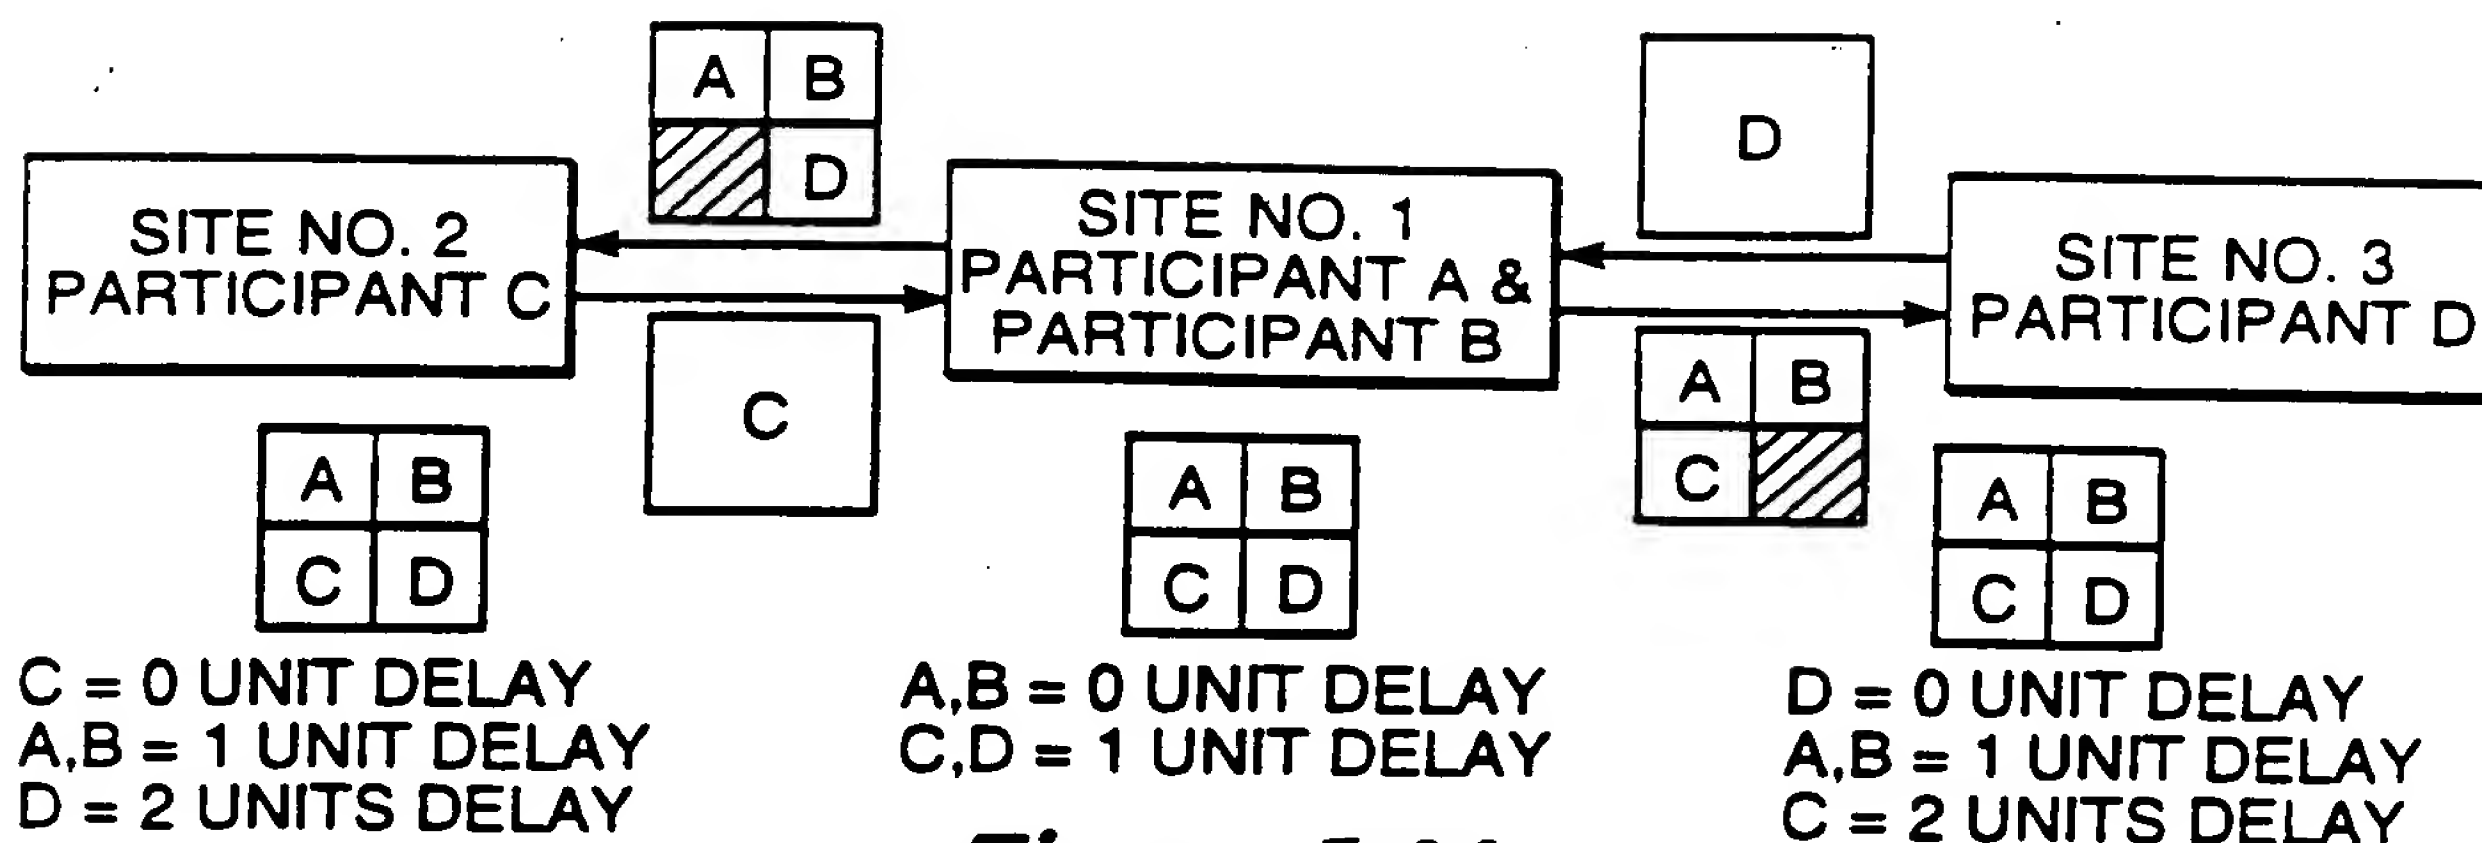 A B
D
D
SITE NO. 2
PARTICIPANT C
SITE NO. 1
PARTICIPANT A &
PARTICIPANT B
SITE NO. 3
PARTICIPANT D
C
A B
C
A B
C D
A B
C D
A B
C D
C = 0 UNIT DELAY
A,B = 1 UNIT DELAY
D = 2 UNITS DELAY
A,B = 0 UNIT DELAY
C,D = 1 UNIT DELAY
D = 0 UNIT DELAY
A,B = 1 UNIT DELAY
C = 2 UNITS DELAY